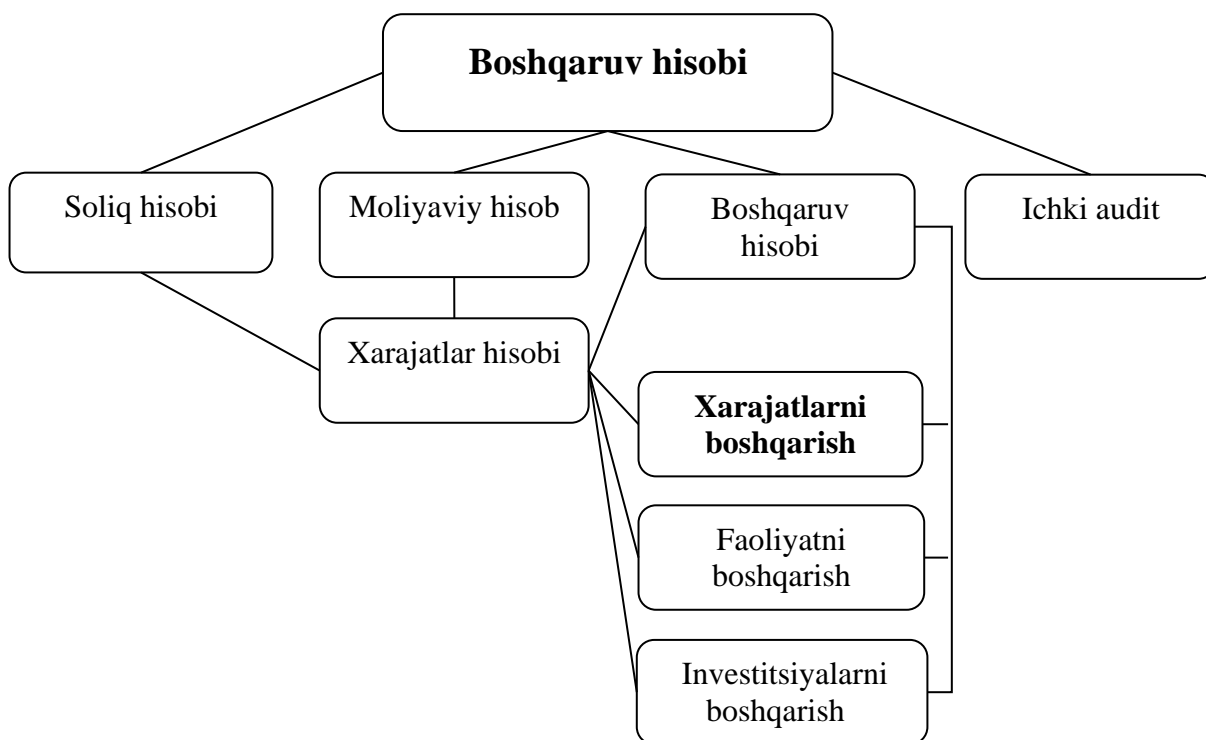 Boshqaruv hisobi
Soliq hisobi
Moliyaviy hisob
Boshqaruv
hisobi
Ichki audit
Xarajatlar hisobi
Xarajatlarni
boshqarish
Faoliyatni
boshqarish
Investitsiyalarni
boshqarish